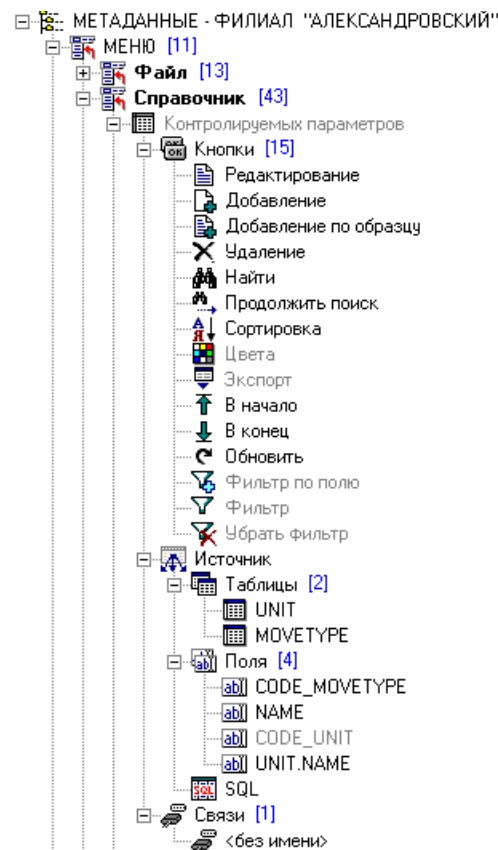 МЕТАДАННЫЕ - ФИЛИАЛ "АЛЕКСАНДРОВСКИЙ"
МЕНЮ [11]
Файл [13]
Справочник [43]
Контролируемых параметров
Кнопки [15]
Редактирование
Добавление
Добавление по образцу
Удаление
Найти
Продолжить поиск
Сортировка
Цвета
Экспорт
В начало
В конец
Обновить
Фильтр по полю
Фильтр
Убрать фильтр
Источник
Таблицы [2]
UNIT
MOVETYPE
Поля [4]
CODE_MOVETYPE
NAME
CODE_UNIT
UNIT.NAME
SQL
Связи [1]
<без имени>